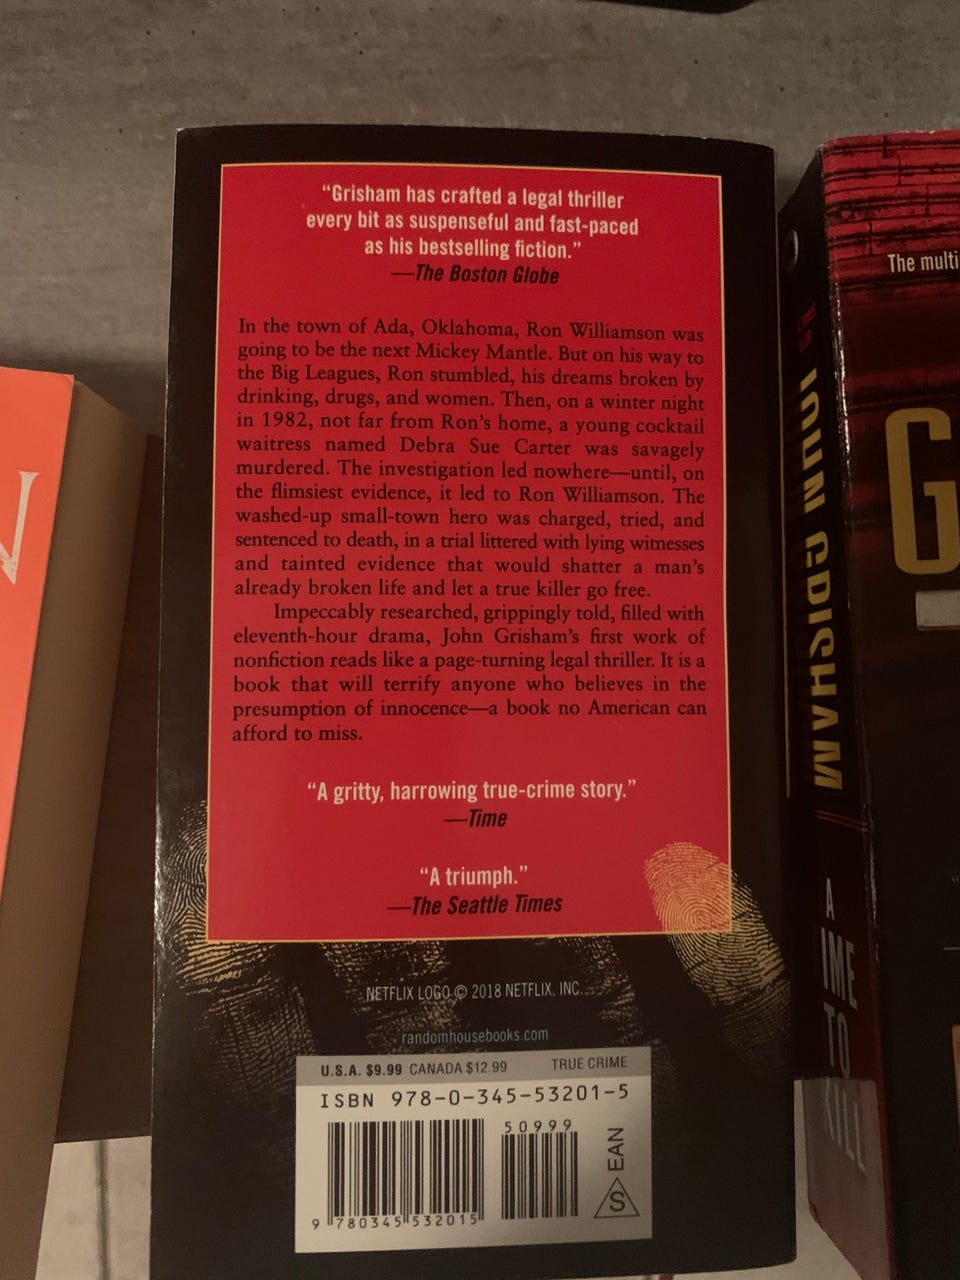 “Grisham has crafted a legal thriller
every bit as suspenseful and fast-paced
as his bestselling fiction.”
—The Boston Globe
In the town of Ada, Oklahoma, Ron Williamson was
going to be the next Mickey Mantle. But on his way to
the Big Leagues, Ron stumbled, his dreams broken by
drinking, drugs, and women. Then, on a winter night
in 1982, not far from Ron’s home, a young cocktail
waitress named Debra Sue Carter was savagely
murdered. The investigation led nowhere—until, on
the flimsiest evidence, it led to Ron Williamson. The
washed-up small-town hero was charged, tried, and
sentenced to death, in a trial littered with lying witnesses
and tainted evidence that would shatter a man’s
already broken life and let a true killer go free.
Impeccably researched, grippingly told, filled with
eleventh-hour drama, John Grisham’s first work of
nonfiction reads like a page-turning legal thriller. It is a
book that will terrify anyone who believes in the
presumption of innocence—a book no American can
afford to miss.
“A gritty, harrowing true-crime story.”
—Time
“A triumph.”
—The Seattle Times
NETFLIX LOGO © 2018 NETFLIX, INC.
randomhousebooks.com
U.S.A. $9.99 CANADA $12.99 TRUE CRIME
ISBN 978-0-345-53201-5
50999
EAN
S
9 780345 532015
JOHN GRISHAM
A
TIME
TO
KILL
The multi
G